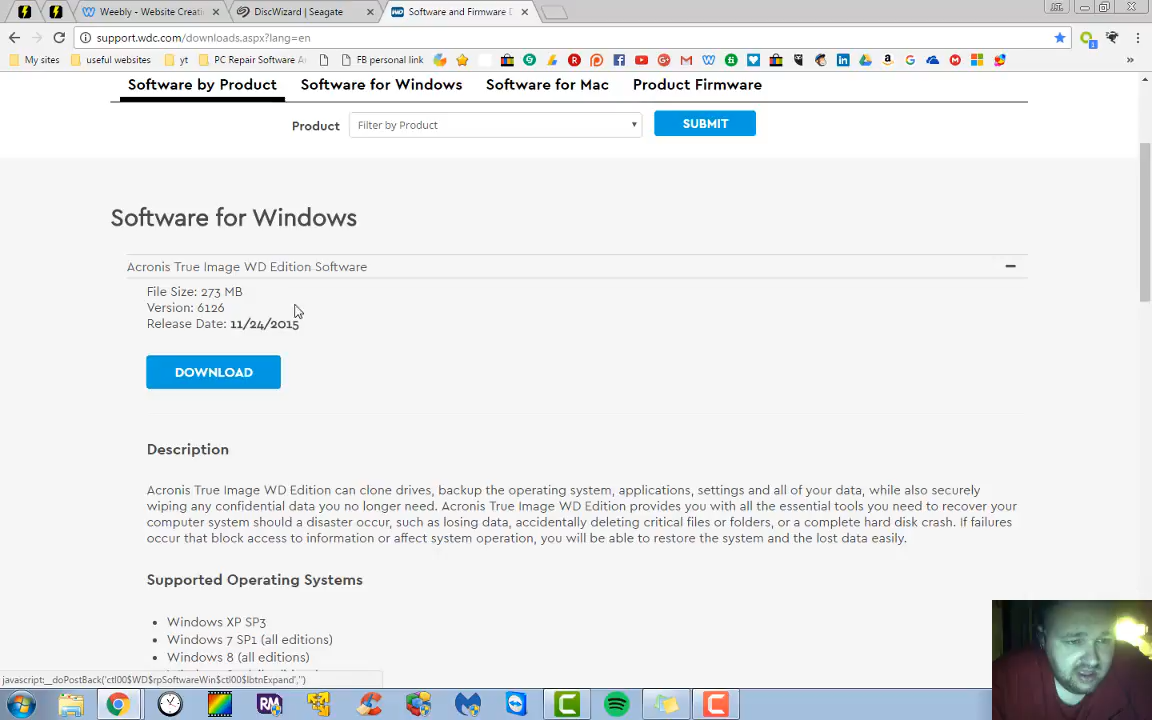 Weebly - Website Creati
DiscWizard | Seagate
Software and Firmware D
support.wdc.com/downloads.aspx?lang=en
My sites
useful websites
yt
PC Repair Software A
FB personal link
Software by Product
Software for Windows
Software for Mac
Product Firmware
Product
Filter by Product
SUBMIT
Software for Windows
Acronis True Image WD Edition Software
File Size: 273 MB
Version: 6126
Release Date: 11/24/2015
DOWNLOAD
Description
Acronis True Image WD Edition can clone drives, backup the operating system, applications, settings and all of your data, while also securely
wiping any confidential data you no longer need. Acronis True Image WD Edition provides you with all the essential tools you need to recover your
computer system should a disaster occur, such as losing data, accidentally deleting critical files or folders, or a complete hard disk crash. If failures
occur that block access to information or affect system operation, you will be able to restore the system and the lost data easily.
Supported Operating Systems
• Windows XP SP3
• Windows 7 SP1 (all editions)
• Windows 8 (all editions)
javascript:__doPostBack('ctl00$WD$rpSoftwareWin$ctl00$lbtnExpand','')